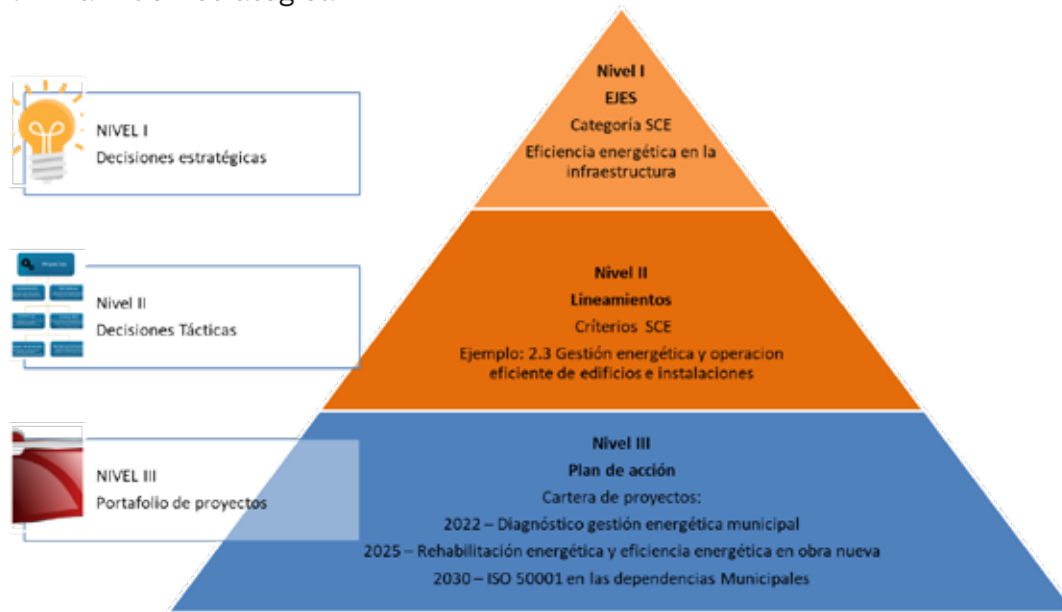 NIVEL I
Decisiones estratégicas
Nivel II
Decisiones Tácticas
NIVEL III
Portafolio de proyectos
Nivel I
EJES
Categoría SCE
Eficiencia energética en la
infraestructura
Nivel II
Lineamientos
Críterios SCE
Ejemplo: 2.3 Gestión energética y operacion
eficiente de edificios e instalaciones
Nivel III
Plan de acción
Cartera de proyectos:
2022 – Diagnóstico gestión energética municipal
2025 – Rehabilitación energética y eficiencia energética en obra nueva
2030 – ISO 50001 en las dependencias Municipales